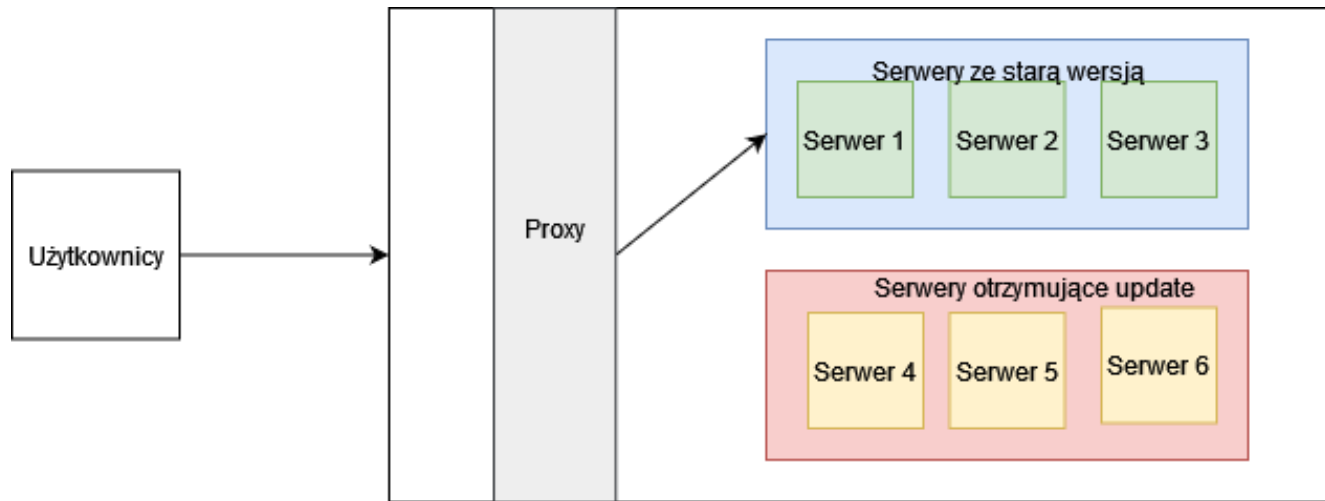 Serwery ze starą wersją
Serwer 1
Serwer 2
Serwer 3
Użytkownicy
Proxy
Serwery otrzymujące update
Serwer 4
Serwer 5
Serwer 6